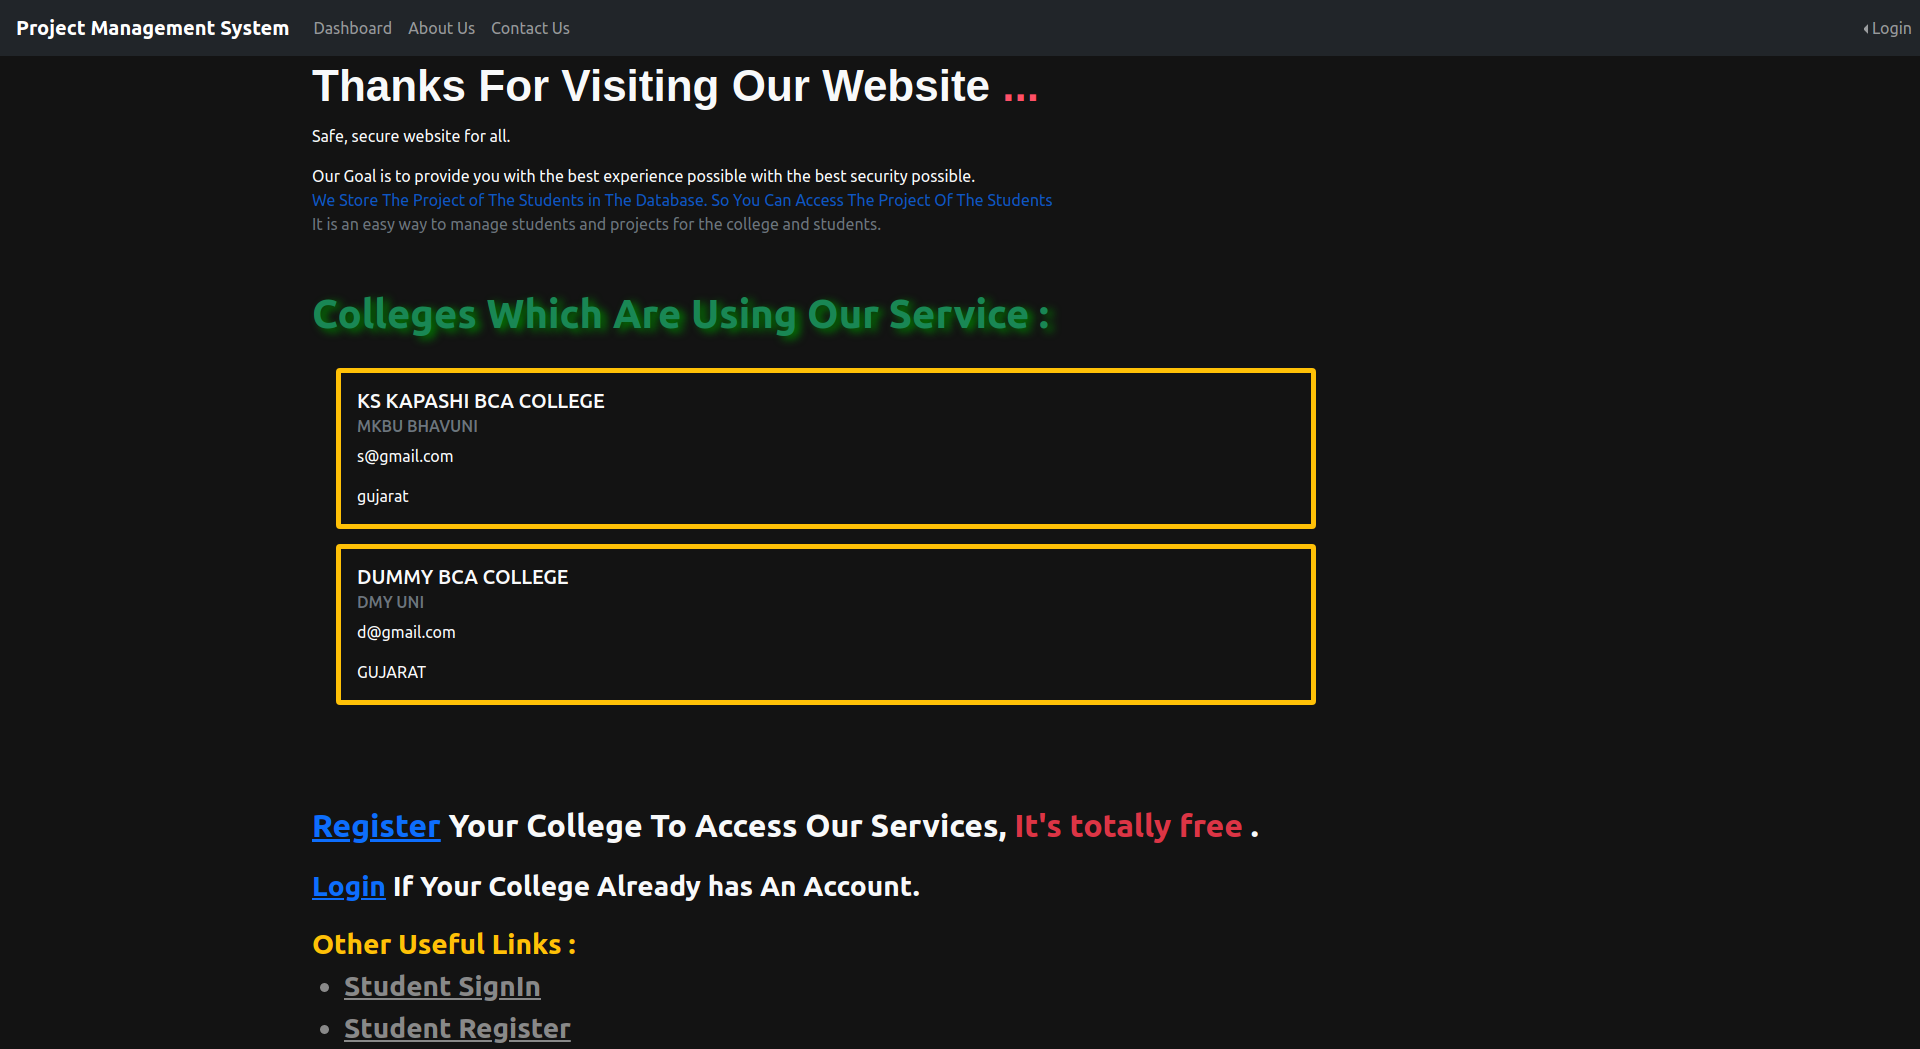 Project Management System Dashboard About Us Contact Us Login
Thanks For Visiting Our Website ...
Safe, secure website for all.
Our Goal is to provide you with the best experience possible with the best security possible.
We Store The Project of The Students in The Database. So You Can Access The Project Of The Students
It is an easy way to manage students and projects for the college and students.
Colleges Which Are Using Our Service :
KS KAPASHI BCA COLLEGE
MKBU BHAVUNI
s@gmail.com
gujarat
DUMMY BCA COLLEGE
DMY UNI
d@gmail.com
GUJARAT
Register Your College To Access Our Services, It's totally free .
Login If Your College Already has An Account.
Other Useful Links :
• Student SignIn
• Student Register